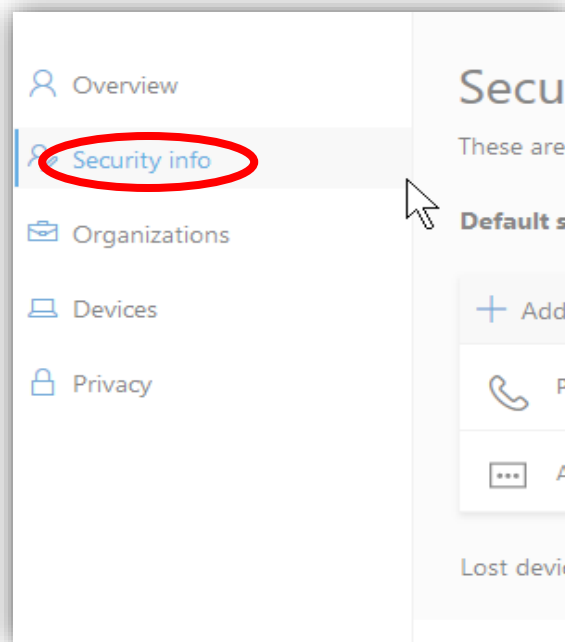 Overview
Security info
Organizations
Devices
Privacy
Secu
These are
Default s
Add
P
A
Lost devi